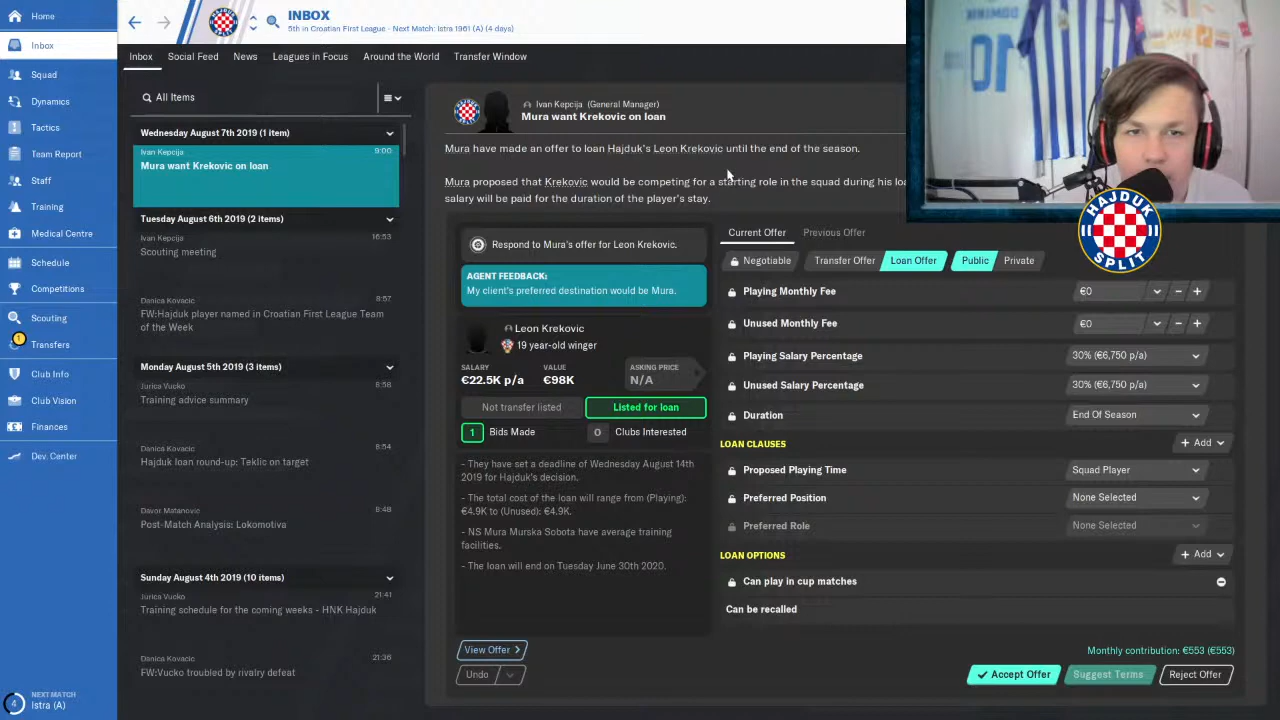 Home
Inbox
Squad
Dynamics
Tactics
Team Report
Staff
Training
Medical Centre
Schedule
Competitions
Scouting
1
Transfers
Club Info
Club Vision
Finances
Dev. Center
4
NEXT MATCH
Istra (A)
INBOX
5th in Croatian First League - Next Match: Istra 1961 (A) (4 days)
Inbox
Social Feed
News
Leagues in Focus
Around the World
Transfer Window
All Items
Wednesday August 7th 2019 (1 item)
Ivan Kepcija
9:00
Mura want Krekovic on loan
Tuesday August 6th 2019 (2 items)
Ivan Kepcija
16:53
Scouting meeting
Danica Kovacic
8:57
FW:Hajduk player named in Croatian First League Team
of the Week
Monday August 5th 2019 (3 items)
Jurica Vucko
8:58
Training advice summary
Danica Kovacic
8:54
Hajduk loan round-up: Teklic on target
Davor Matanovic
8:48
Post-Match Analysis: Lokomotiva
Sunday August 4th 2019 (10 items)
Jurica Vucko
21:41
Training schedule for the coming weeks - HNK Hajduk
Danica Kovacic
21:36
FW:Vucko troubled by rivalry defeat
Ivan Kepcija (General Manager)
Mura want Krekovic on loan
Mura have made an offer to loan Hajduk's Leon Krekovic until the end of the season.
Mura proposed that Krekovic would be competing for a starting role in the squad during his
salary will be paid for the duration of the player's stay.
Respond to Mura's offer for Leon Krekovic.
AGENT FEEDBACK:
My client's preferred destination would be Mura.
Leon Krekovic
19 year-old winger
SALARY
€22.5K p/a
VALUE
€98K
ASKING PRICE
N/A
Not transfer listed
Listed for loan
1
Bids Made
0
Clubs Interested
- They have set a deadline of Wednesday August 14th
2019 for Hajduk's decision.
- The total cost of the loan will range from (Playing):
€4.9K to (Unused): €4.9K.
- NS Mura Murska Sobota have average training
facilities.
- The loan will end on Tuesday June 30th 2020.
View Offer
Undo
Current Offer
Previous Offer
Negotiable
Transfer Offer
Loan Offer
Public
Private
Playing Monthly Fee
€0
Unused Monthly Fee
€0
Playing Salary Percentage
30% (€6,750 p/a)
Unused Salary Percentage
30% (€6,750 p/a)
Duration
End Of Season
LOAN CLAUSES
+ Add
Proposed Playing Time
Squad Player
Preferred Position
None Selected
Preferred Role
None Selected
LOAN OPTIONS
+ Add
Can play in cup matches
Can be recalled
Monthly contribution: €553 (€553)
Accept Offer
Suggest Terms
Reject Offer
DOMINIK
10
HAJDUK
SPLIT